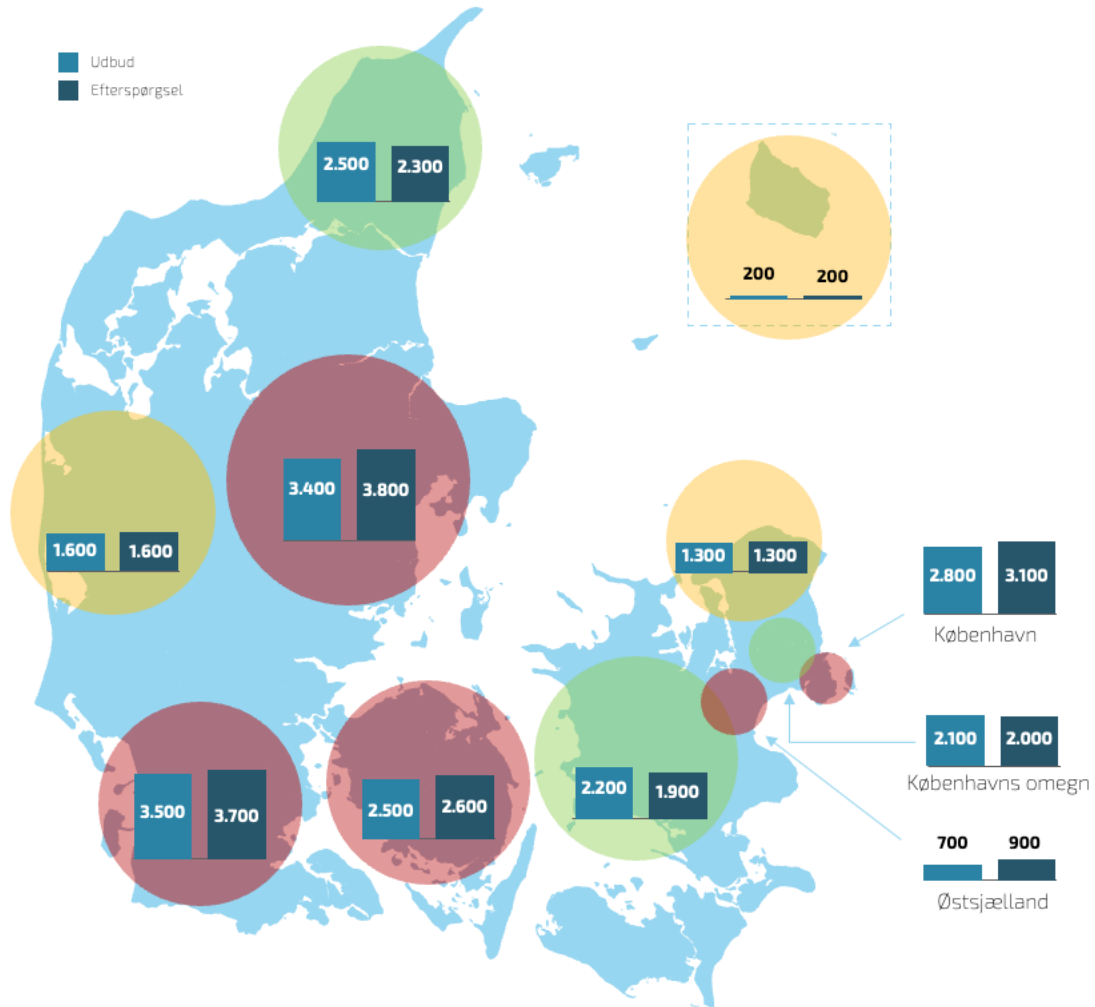 Udbud
Efterspørgsel
2.500 2.300
200 200
3.400 3.800
1.600 1.600
1.300 1.300
2.800 3.100
København
2.100 2.000
Københavns omegn
3.500 3.700
2.500 2.600
2.200 1.900
700 900
Østsjælland